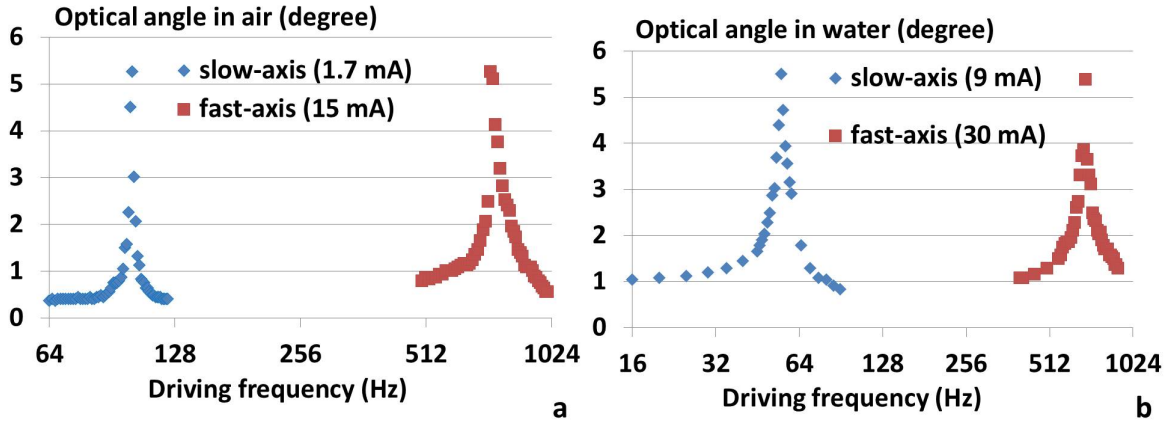 Optical angle in air (degree)
6
5
4
3
2
1
0
slow-axis (1.7 mA)
fast-axis (15 mA)
64 128 256 512 1024
Driving frequency (Hz)
a
Optical angle in water (degree)
6
5
4
3
2
1
0
slow-axis (9 mA)
fast-axis (30 mA)
16 32 64 128 256 512 1024
Driving frequency (Hz)
b